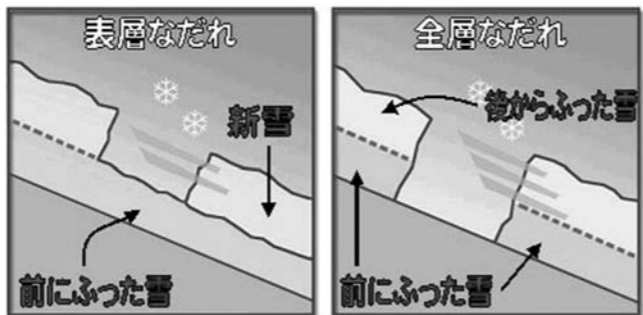 表層なだれ
新雪
前にふった雪
全層なだれ
後からふった雪
前にふった雪